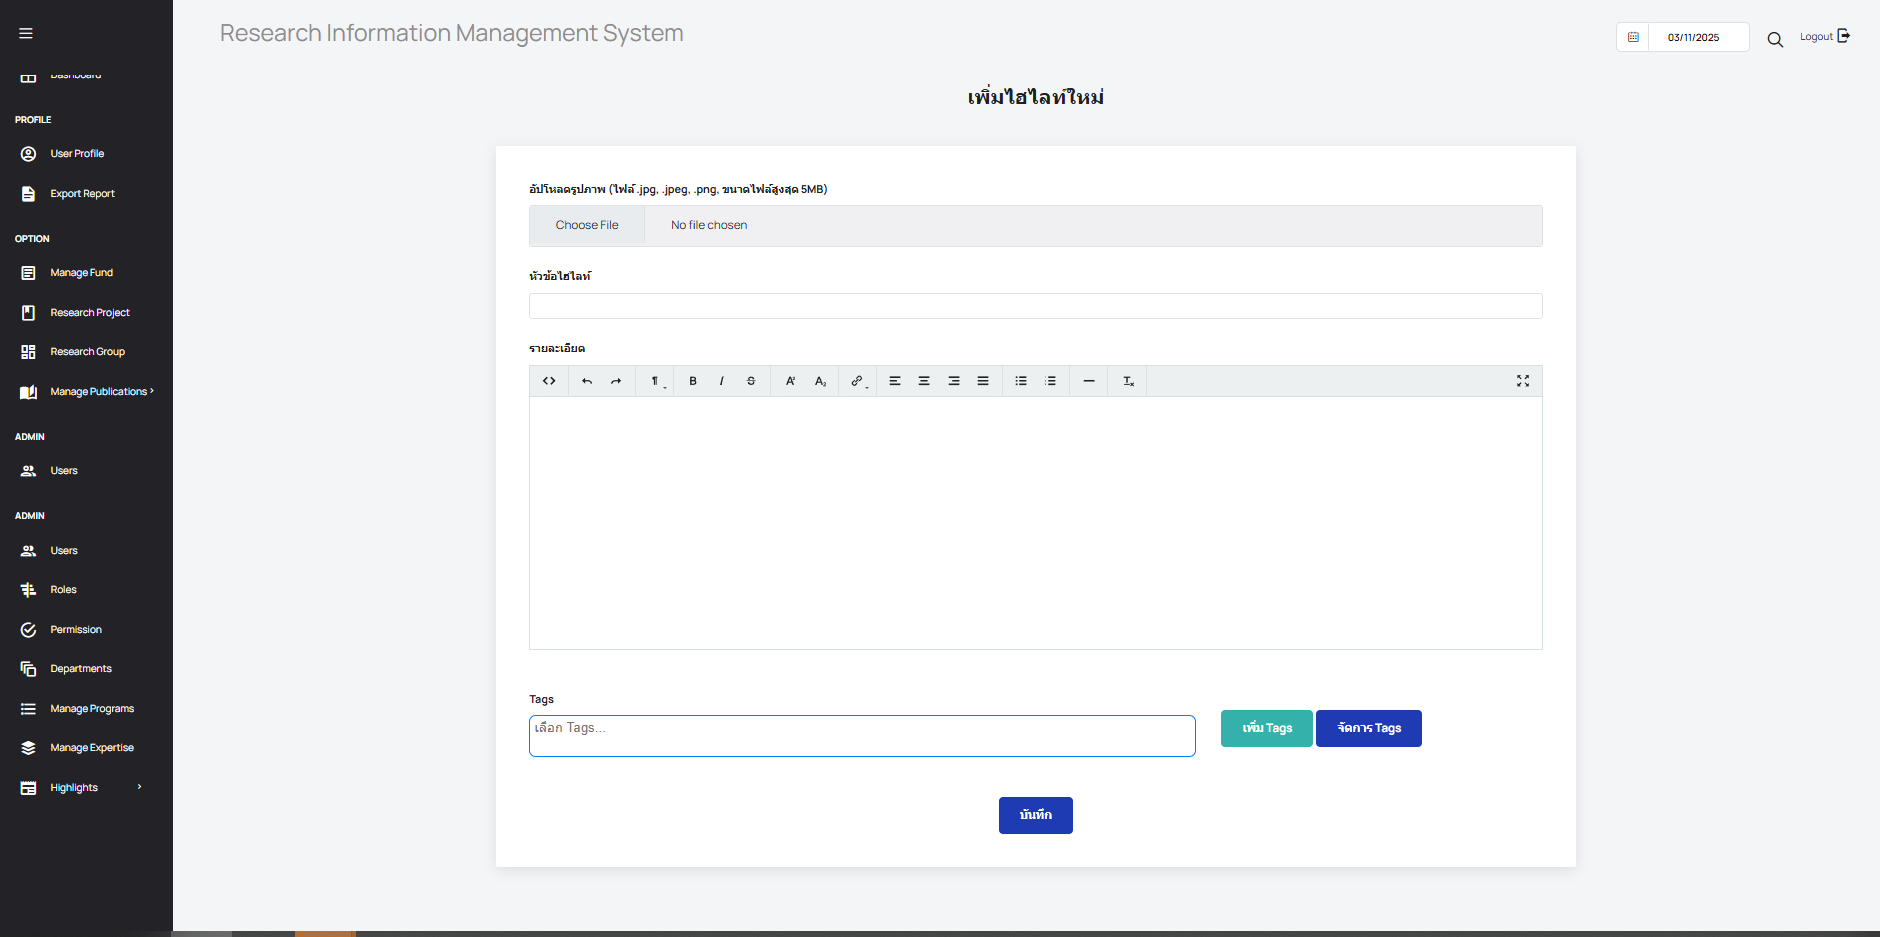 Research Information Management System
03/11/2025
Logout
Dashboard
PROFILE
User Profile
Export Report
OPTION
Manage Fund
Research Project
Research Group
Manage Publications
ADMIN
Users
ADMIN
Users
Roles
Permission
Departments
Manage Programs
Manage Expertise
Highlights
เพิ่มไฮไลท์ใหม่
อัปโหลดรูปภาพ (ไฟล์ .jpg, .jpeg, .png, ขนาดไฟล์สูงสุด 5MB)
Choose File No file chosen
หัวข้อไฮไลท์
รายละเอียด
Tags
เลือก Tags...
เพิ่ม Tags จัดการ Tags
บันทึก